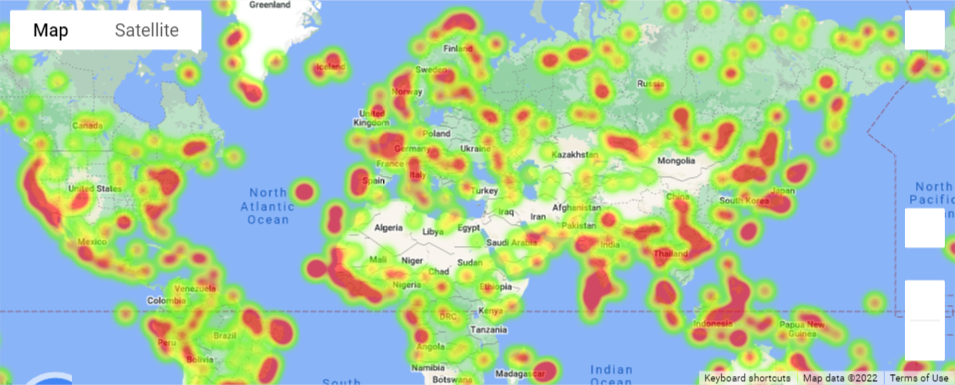 Map
Satellite
Greenland
Iceland
Finland
Sweden
Norway
Russia
Canada
United
Kingdom
Poland
Germany
Ukraine
France
Kazakhstan
Mongolia
Italy
Spain
United States
North
Atlantic
Ocean
Turkey
China
Japan
South Korea
North
Pacific
Iraq
Iran
Afghanistan
Pakistan
Algeria
Libya
Egypt
Mexico
Saudi Arabia
India
Thailand
Mali
Niger
Sudan
Chad
Nigeria
Ethiopia
Venezuela
Colombia
Kenya
DRC
Tanzania
Indonesia
Papua New
Guinea
Brazil
Peru
Angola
Bolivia
Namibia
Botswana
Madagascar
Indian
Ocean
South
Keyboard shortcuts
Map data ©2022
Terms of Use